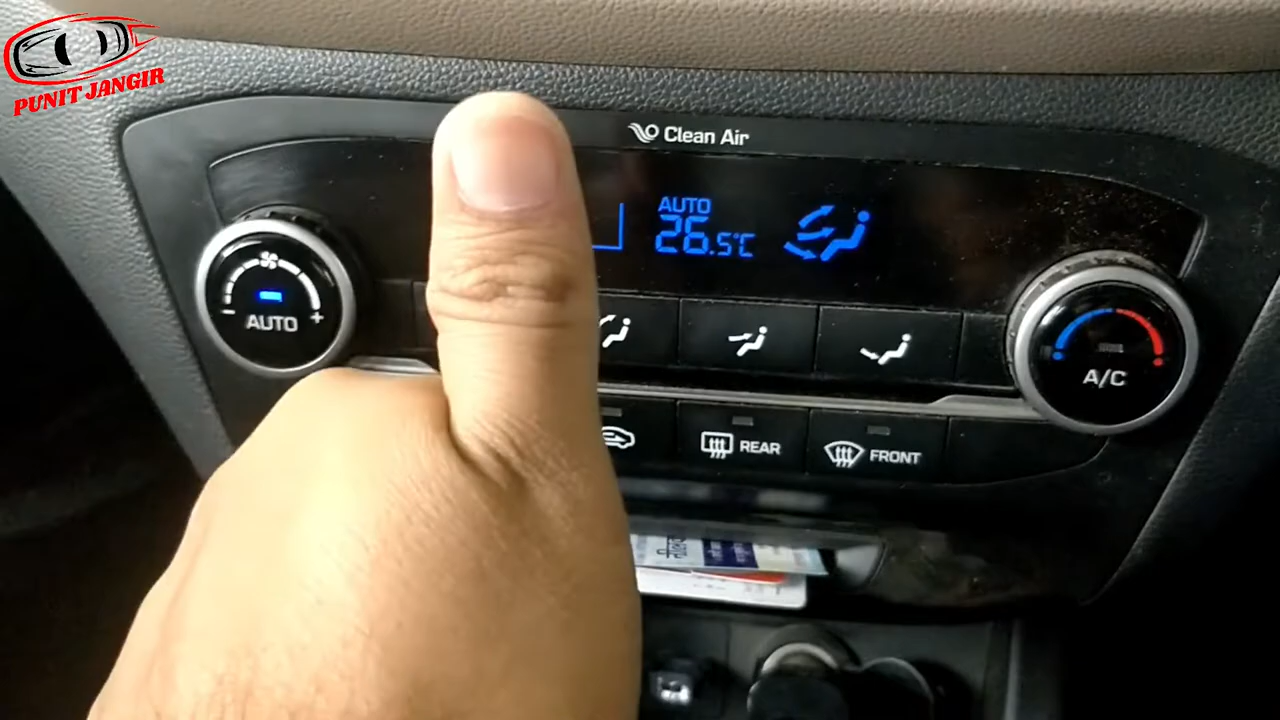 PUNIT JANGIR
Clean Air
AUTO
26.5°C
AUTO
- +
A/C
REAR
FRONT